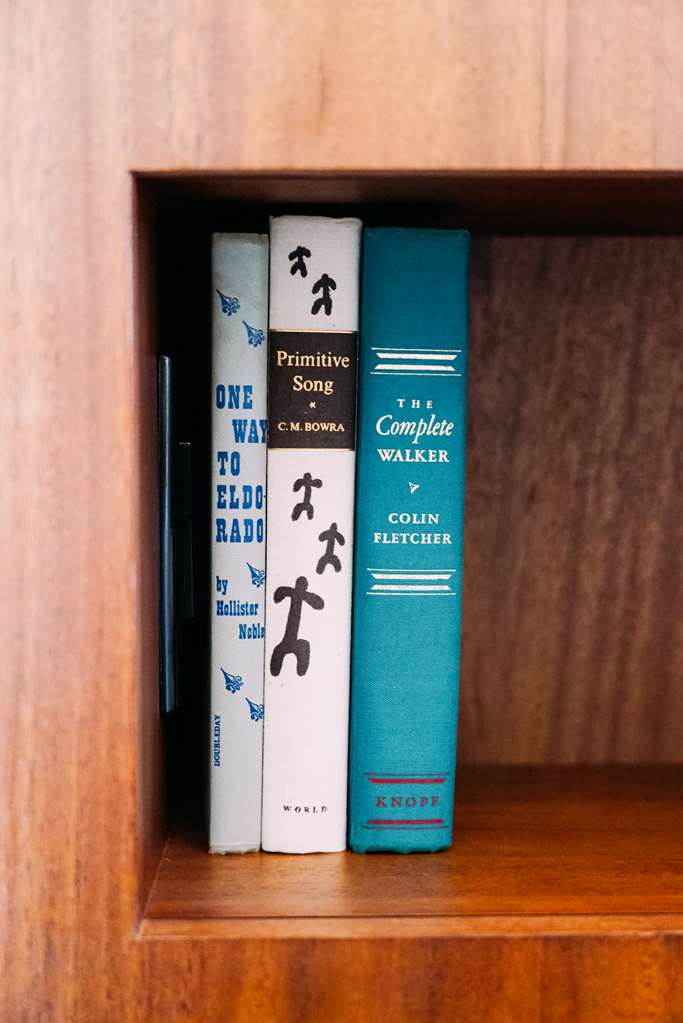 ONE
WAY
TO
ELDO
RADO
by
Hollister
Noble
DOUBLEDAY
Primitive
Song
C. M. BOWRA
WORLD
THE
Complete
WALKER
COLIN
FLETCHER
KNOPF